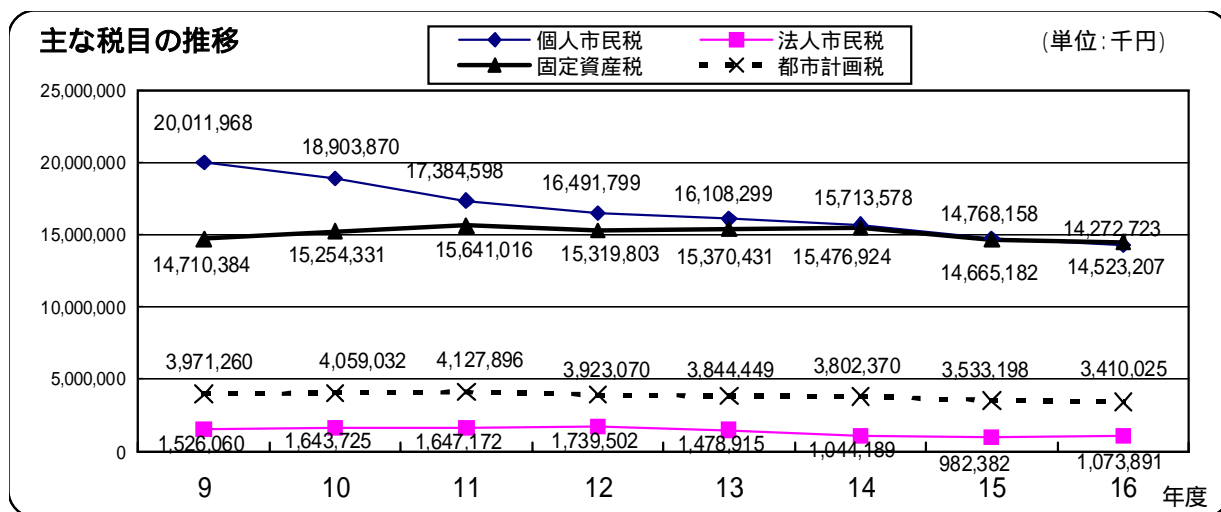 主な税目の推移
個人市民税 法人市民税
固定資産税 都市計画税
(単位:千円)
25,000,000
20,000,000
15,000,000
10,000,000
5,000,000
0
20,011,968 18,903,870 17,384,598 16,491,799 16,108,299 15,713,578 14,768,158 14,272,723
14,710,384 15,254,331 15,641,016 15,319,803 15,370,431 15,476,924 14,665,182 14,523,207
3,971,260 4,059,032 4,127,896 3,923,070 3,844,449 3,802,370 3,533,198 3,410,025
1,526,060 1,643,725 1,647,172 1,739,502 1,478,915 1,044,189 982,382 1,073,891
9 10 11 12 13 14 15 16 年度